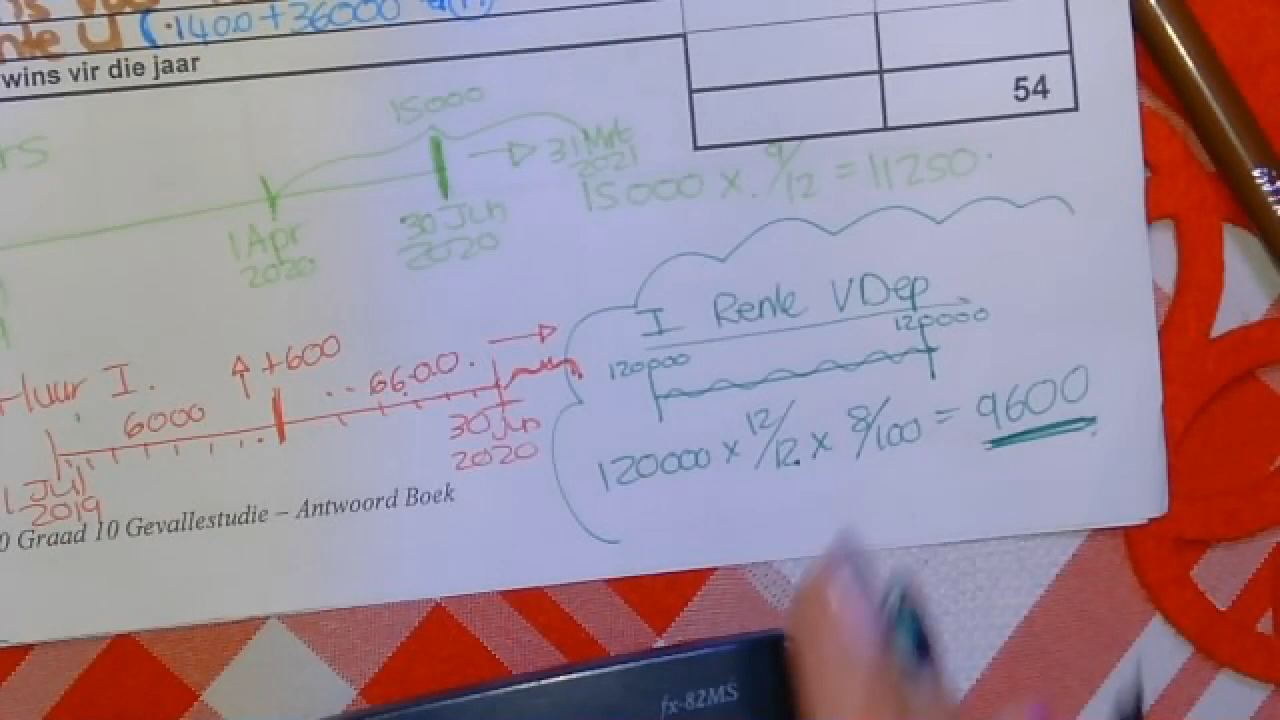 (·1400+36000
wins vir die jaar
54
15000
31 Mrt
2021
15000 x 9/12 = 11250.
1 Apr
2020
30 Jun
2020
I Rente VDep
120000
120000
120000 x 12/12 x 8/100 = 9600
Huur I.
↑ +600
6000
6600.
30 Jun
2020
1 Jul
2019
0 Graad 10 Gevallestudie – Antwoord Boek
fx-82MS